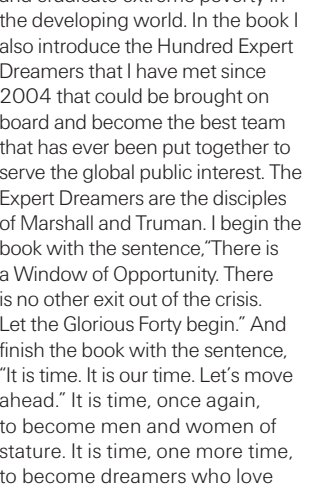 and eradicate extreme poverty in
the developing world. In the book I
also introduce the Hundred Expert
Dreamers that I have met since
2004 that could be brought on
board and become the best team
that has ever been put together to
serve the global public interest. The
Expert Dreamers are the disciples
of Marshall and Truman. I begin the
book with the sentence,“There is
a Window of Opportunity. There
is no other exit out of the crisis.
Let the Glorious Forty begin.” And
finish the book with the sentence,
“It is time. It is our time. Let’s move
ahead.” It is time, once again,
to become men and women of
stature. It is time, one more time,
to become dreamers who love